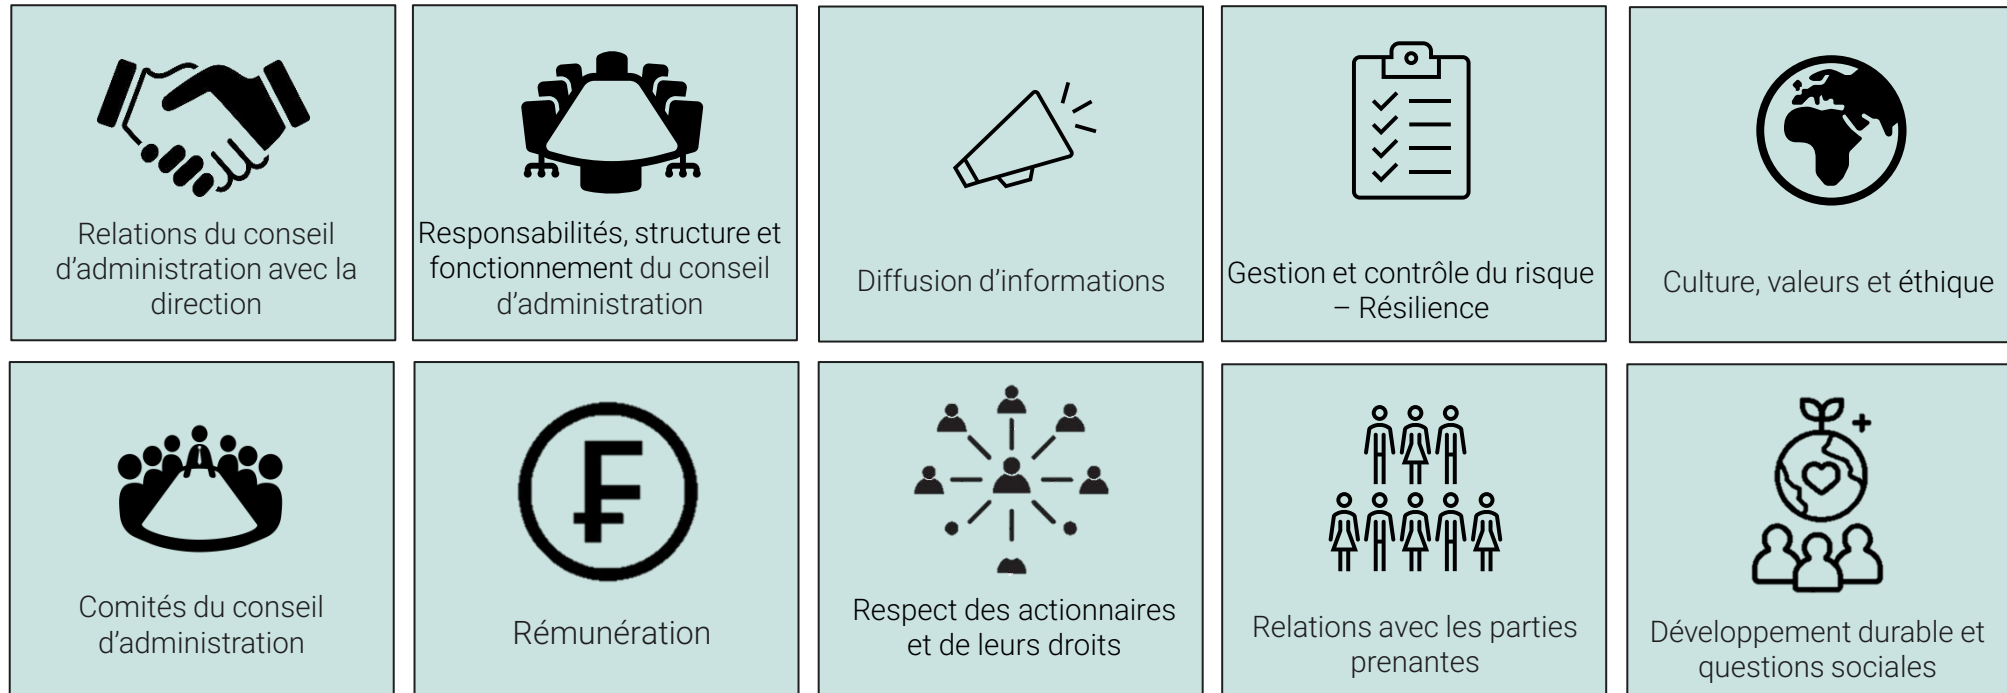 Relations du conseil
d’administration avec la
direction
Responsabilités, structure et
fonctionnement du conseil
d’administration
Diffusion d’informations
Gestion et contrôle du risque
– Résilience
Culture, valeurs et éthique
Comités du conseil
d’administration
Rémunération
Respect des actionnaires
et de leurs droits
Relations avec les parties
prenantes
Développement durable et
questions sociales